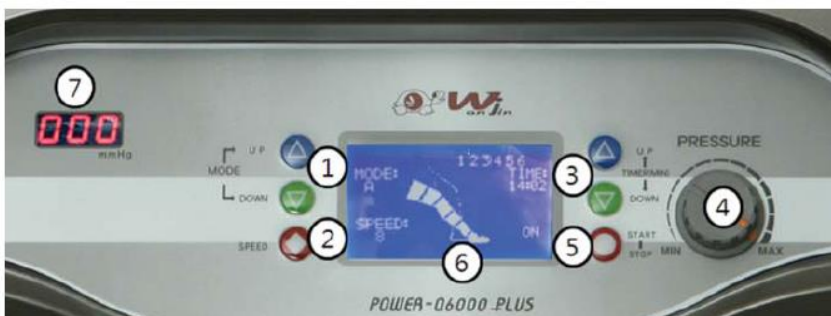 7
000
mmHg
Wonjin
UP
MODE
DOWN
SPEED
1
2
123456
MODE:
A
TIME:
14:02
SPEED:
8
ON
6
3
5
UP
TIMER(MIN)
DOWN
START
STOP
PRESSURE
4
MIN
MAX
POWER-Q6000 PLUS